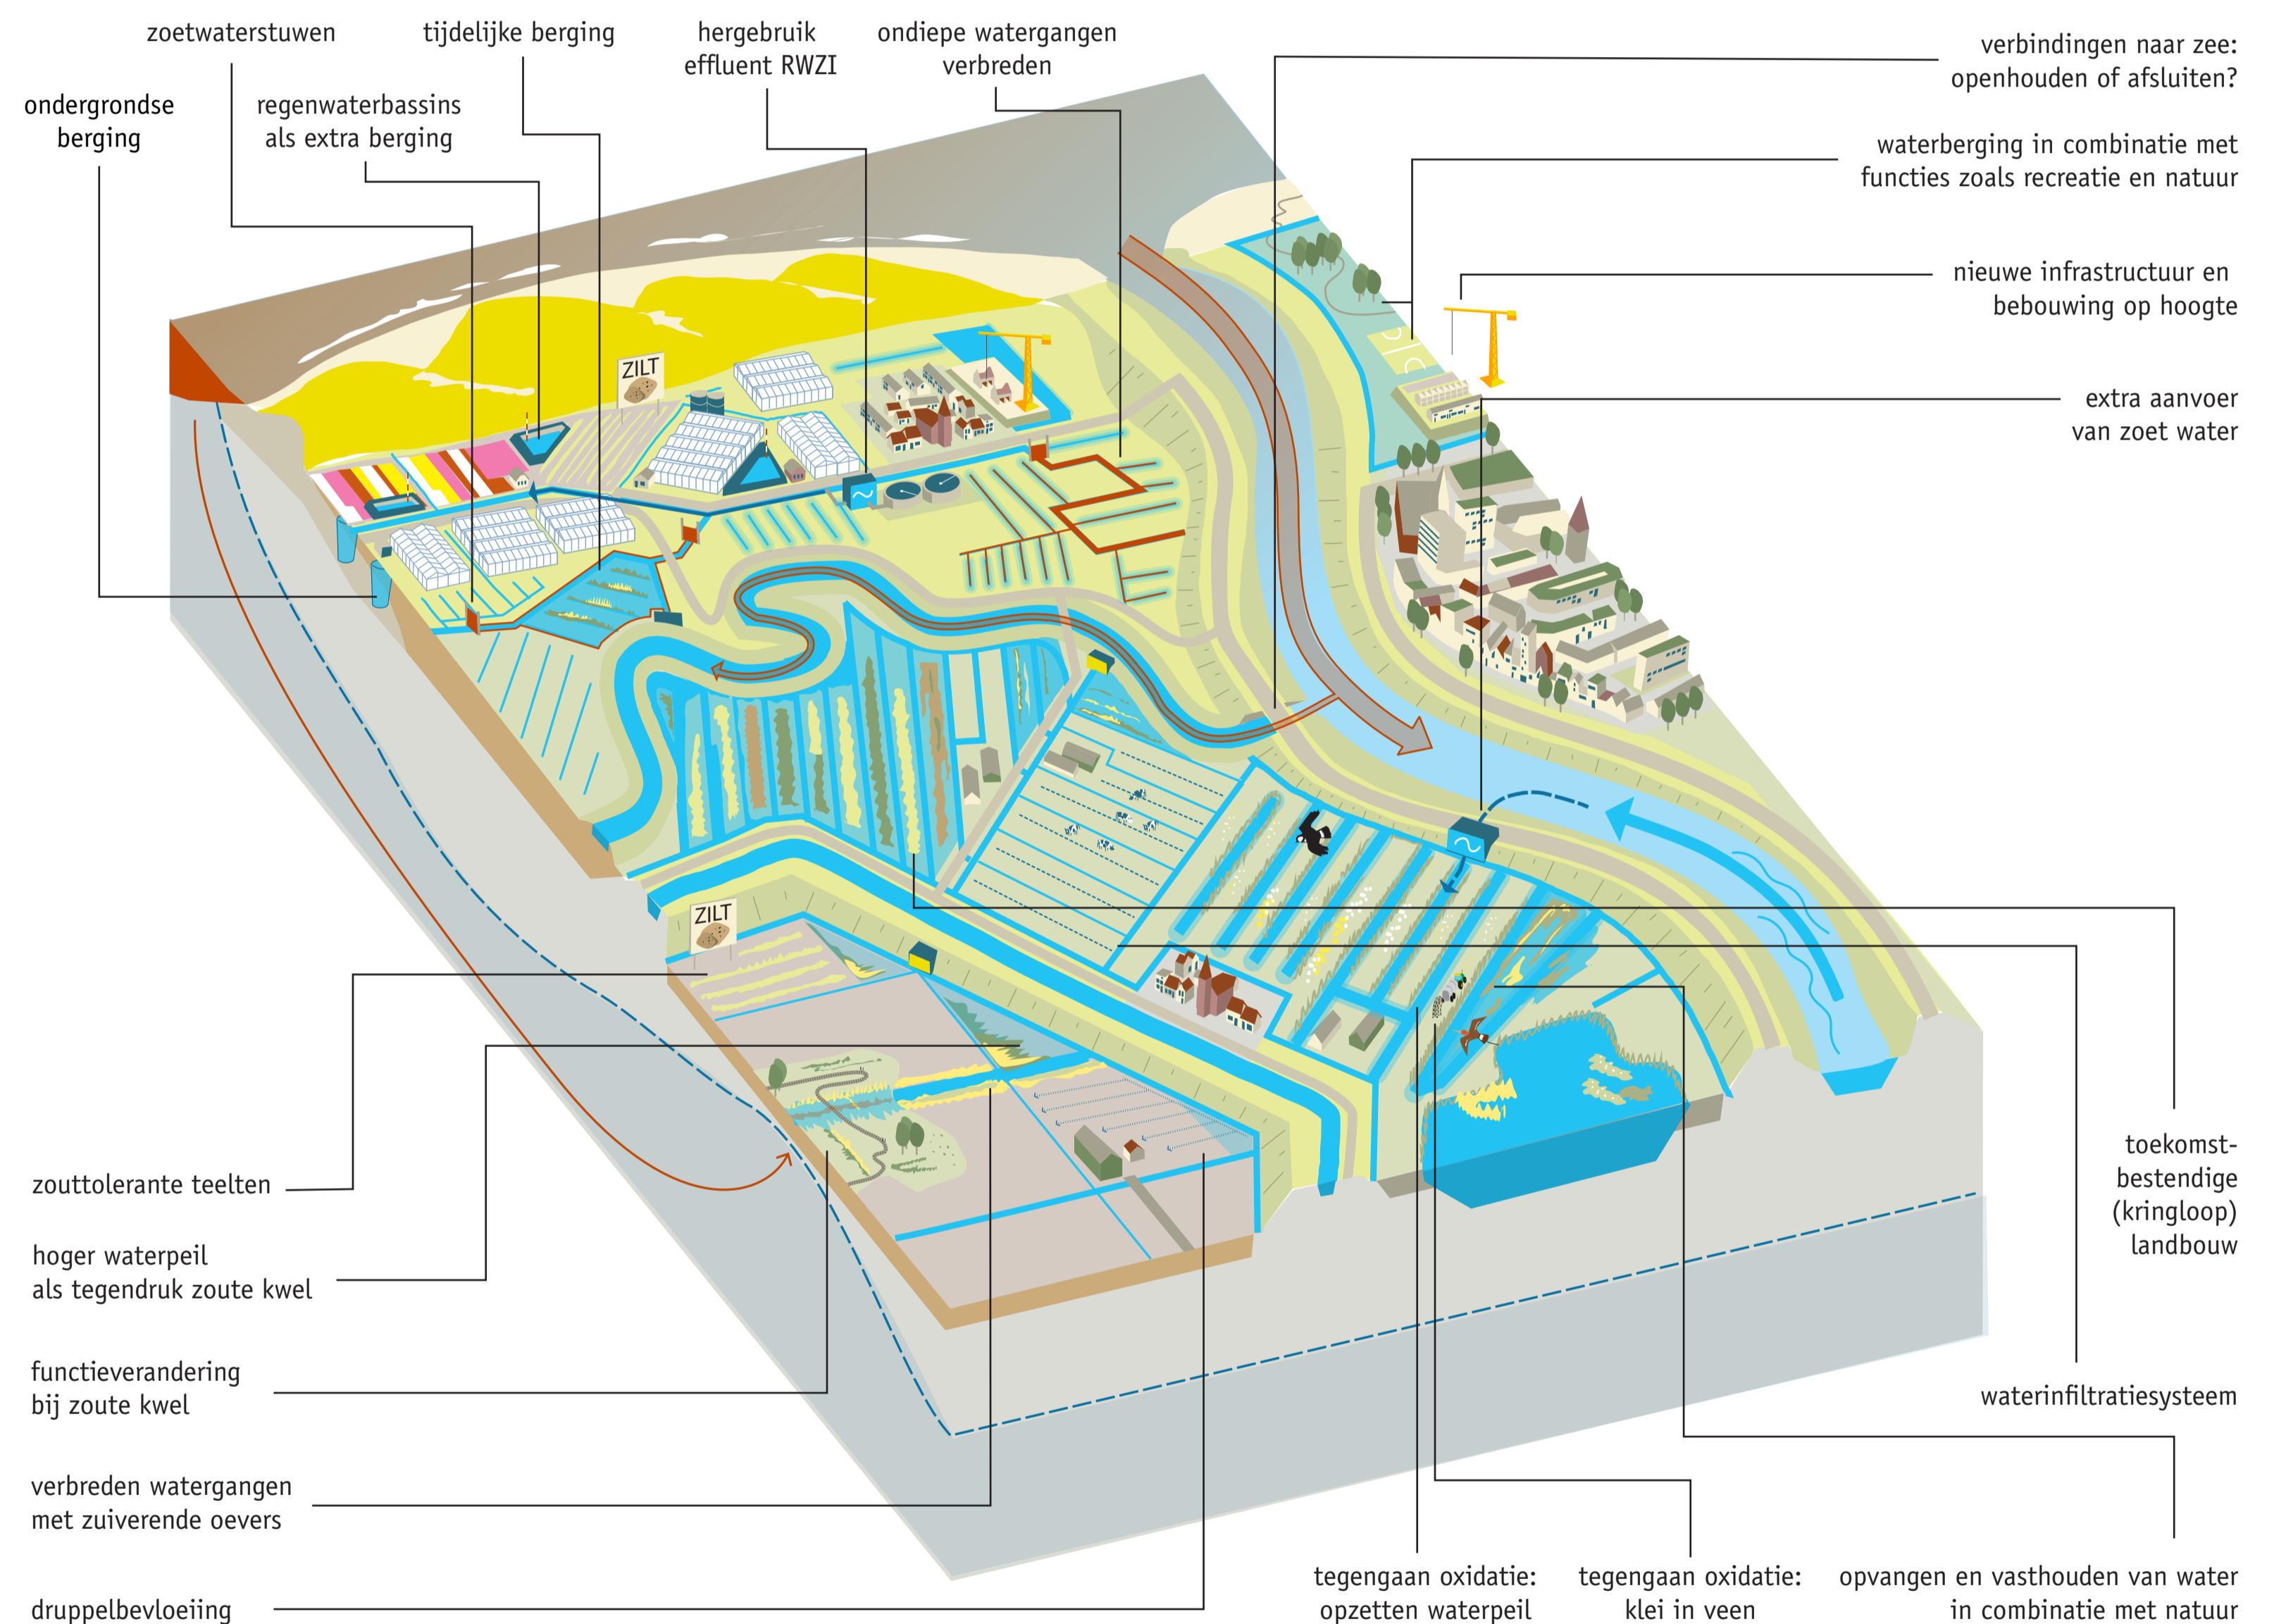 zoetwaterstuwen
tijdelijke berging
hergebruik
effluent RWZI
ondiepe watergangen
verbreden
verbindingen naar zee:
openhouden of afsluiten?
ondergrondse
berging
regenwaterbassins
als extra berging
waterberging in combinatie met
functies zoals recreatie en natuur
nieuwe infrastructuur en
bebouwing op hoogte
extra aanvoer
van zoet water
ZILT
ZILT
zouttolerante teelten
hoger waterpeil
als tegendruk zoute kwel
functieverandering
bij zoute kwel
verbreden watergangen
met zuiverende oevers
druppelbevloeiing
toekomst-
bestendige
(kringloop)
landbouw
waterinfiltratiesysteem
tegengaan oxidatie:
opzetten waterpeil
tegengaan oxidatie:
klei in veen
opvangen en vasthouden van water
in combinatie met natuur